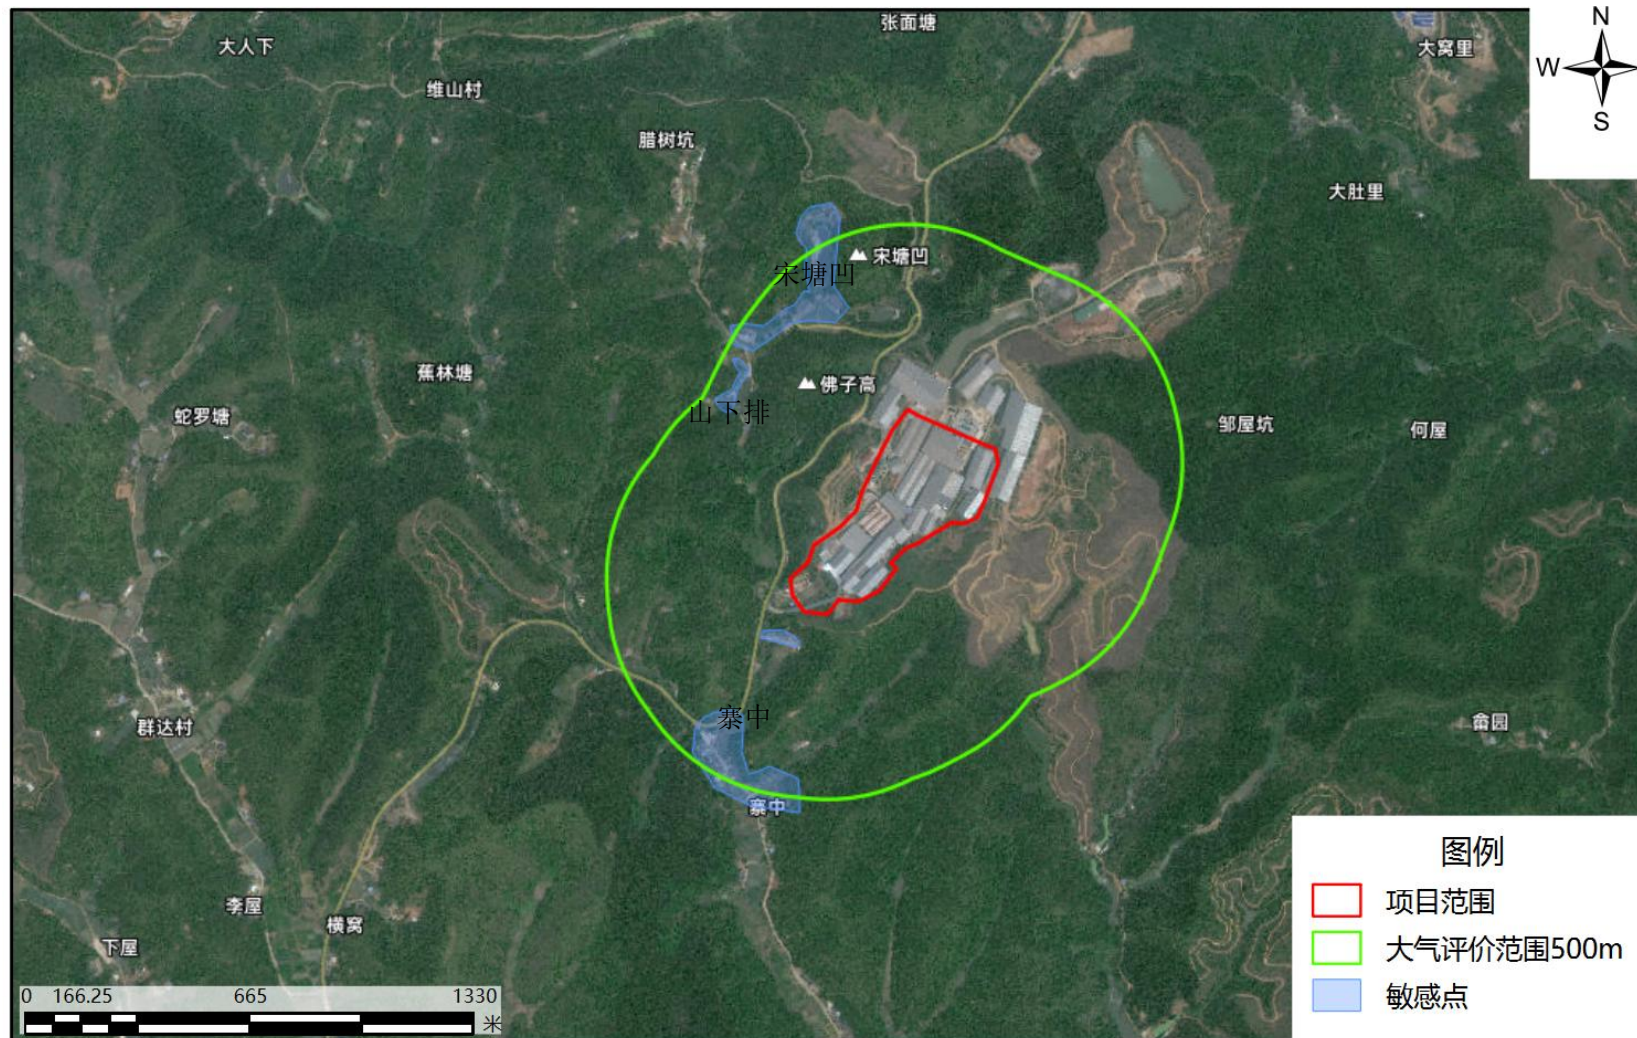 张面塘
大人下
大窝里
N
W
S
维山村
腊树坑
大肚里
宋塘凹
宋塘凹
蕉林塘
佛子高
山下排
蛇罗塘
邹屋坑
何屋
寨中
群达村
畲园
寨中
李屋
横窝
下屋
图例
项目范围
大气评价范围500m
敏感点
0 166.25 665 1330
米